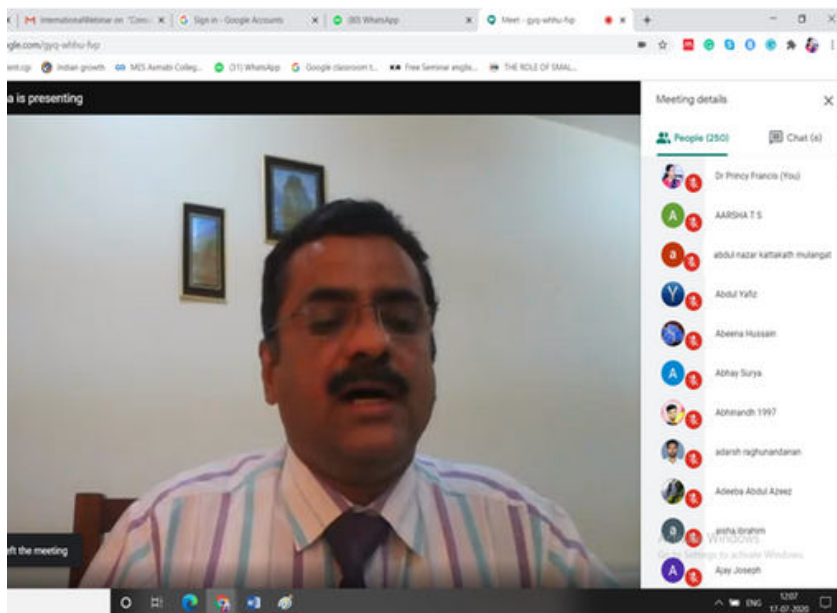 InternationalWebinar on "Com
Sign in - Google Accounts
(80) WhatsApp
Meet - gyq-whhu-fvp
gle.com/gyq-whhu-fvp
Indian growth
MES Asmabi Colleg...
(31) WhatsApp
Google classroom t...
Free Seminar englis...
THE ROLE OF SMAL...
a is presenting
Meeting details
People (250)
Chat (6)
Dr Princy Francis (You)
A AARSHA T S
a abdul nazar kattakath mulangat
Y Abdul Yafiz
Abeena Hussain
A Abhay Surya
Abhinandh 1997
adarsh raghunandanan
Adeeba Abdul Azeez
a aisha ibrahim
Windows
Go to Settings to activate Windows.
A Ajay Joseph
eft the meeting
ENG
12:07
17-07-2020